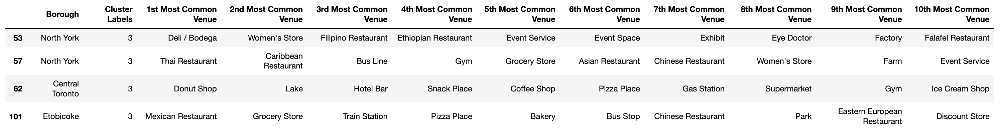 Borough Cluster Labels 1st Most Common Venue 2nd Most Common Venue 3rd Most Common Venue 4th Most Common Venue 5th Most Common Venue 6th Most Common Venue 7th Most Common Venue 8th Most Common Venue 9th Most Common Venue 10th Most Common Venue
53 North York 3 Deli / Bodega Women's Store Filipino Restaurant Ethiopian Restaurant Event Service Event Space Exhibit Eye Doctor Factory Falafel Restaurant
57 North York 3 Thai Restaurant Caribbean Restaurant Bus Line Gym Grocery Store Asian Restaurant Chinese Restaurant Women's Store Farm Event Service
62 Central Toronto 3 Donut Shop Lake Hotel Bar Snack Place Coffee Shop Pizza Place Gas Station Supermarket Gym Ice Cream Shop
101 Etobicoke 3 Mexican Restaurant Grocery Store Train Station Pizza Place Bakery Bus Stop Chinese Restaurant Park Eastern European Restaurant Discount Store